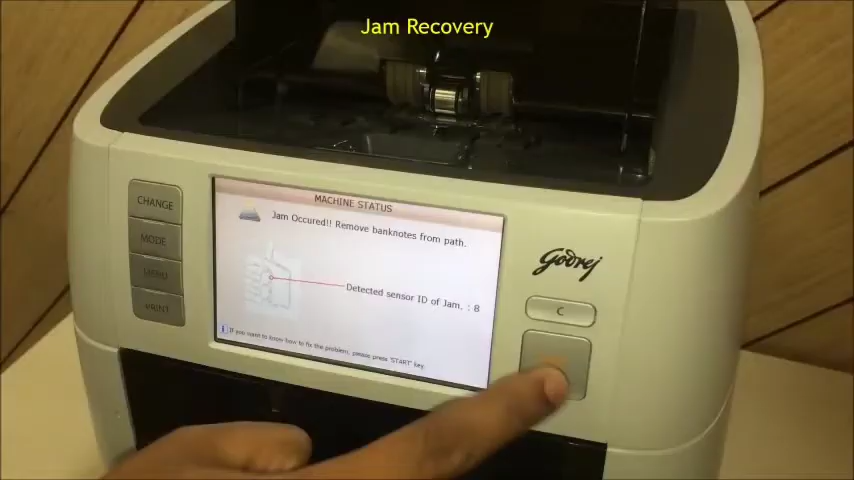 Jam Recovery
MACHINE STATUS
Jam Occured!! Remove banknotes from path.
Detected sensor ID of Jam. : 8
If you want to know how to fix the problem, please press 'START' key.
CHANGE
MODE
MENU
PRINT
Godrej
C